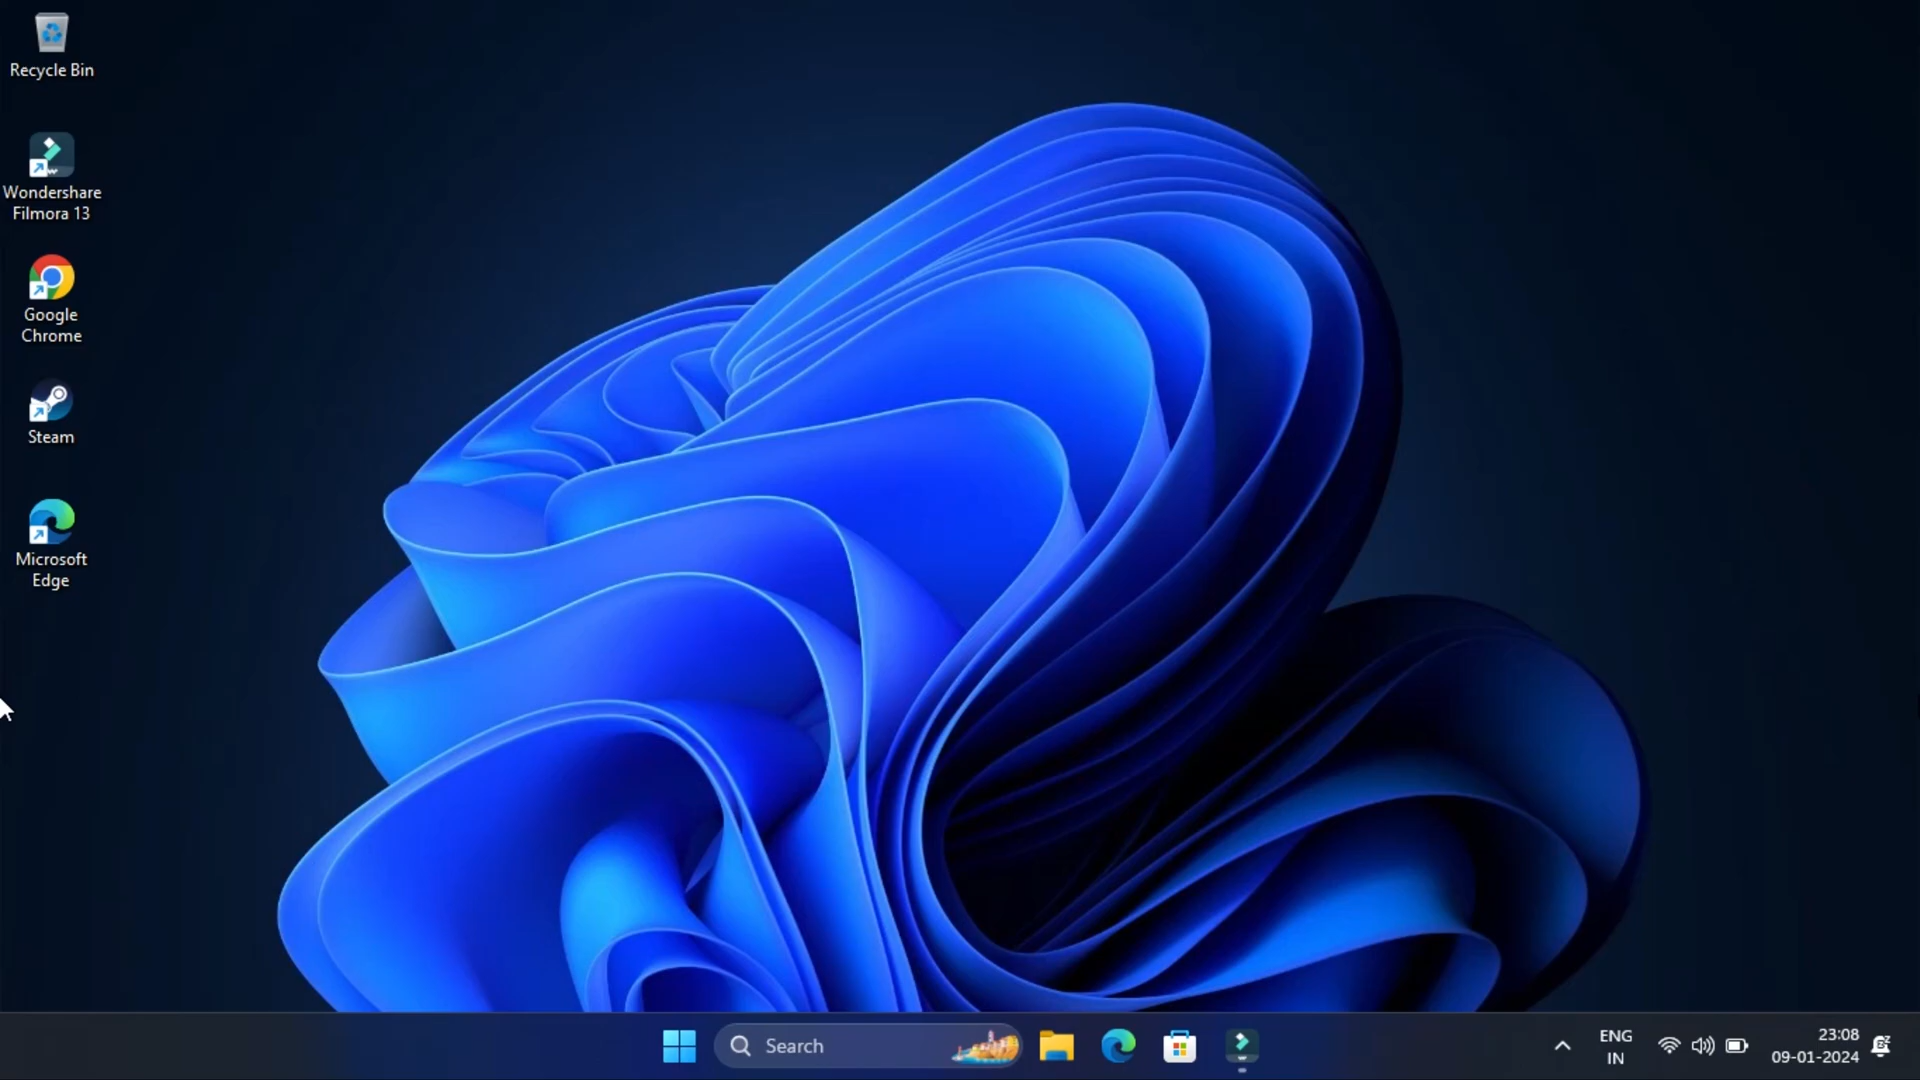 Recycle Bin
Wondershare
Filmora 13
Google
Chrome
Steam
Microsoft
Edge
Search
ENG
IN
23:08
09-01-2024